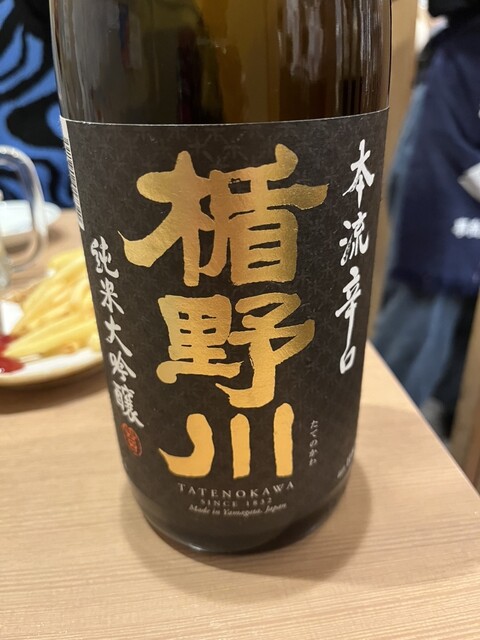 本流辛口
楯野川
たてのかわ
純米大吟醸
TATENOKAWA
SINCE 1832
Made in Yamagata, Japan